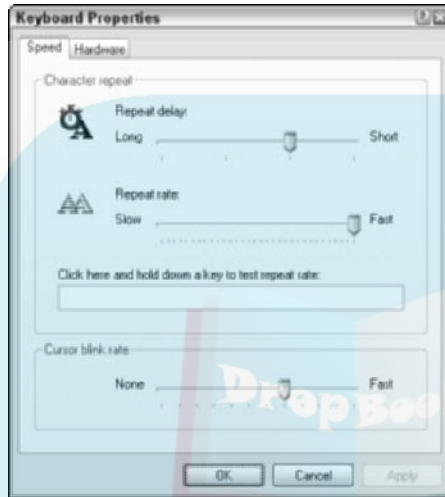 Keyboard Properties
Speed Hardware
Character repeat
Repeat delay:
Long Short
Repeat rate:
Slow Fast
Click here and hold down a key to test repeat rate:
Cursor blink rate
None Fast
DropBoo
OK Cancel Apply